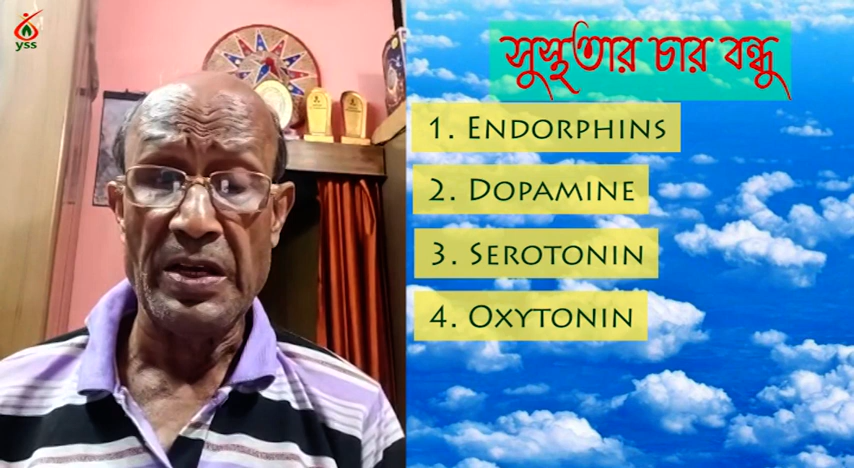 yss
সুস্থতার চার বন্ধু
1. ENDORPHINS
2. DOPAMINE
3. SEROTONIN
4. OXYTONIN